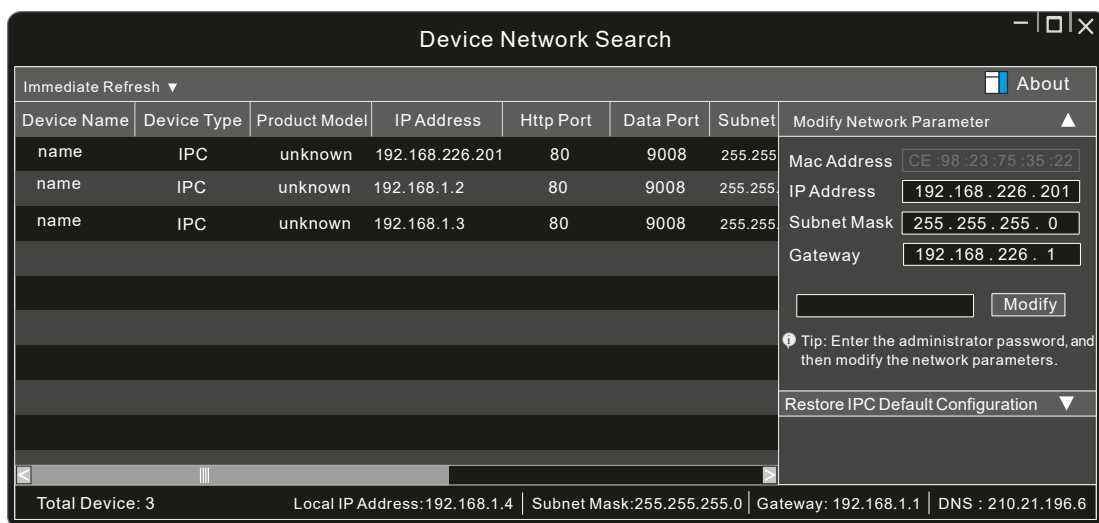 Device Network Search
Immediate Refresh ▼
About
Device Name Device Type Product Model IP Address Http Port Data Port Subnet
name IPC unknown 192.168.226.201 80 9008 255.255
name IPC unknown 192.168.1.2 80 9008 255.255.
name IPC unknown 192.168.1.3 80 9008 255.255.
Modify Network Parameter
Mac Address CE :98 :23 :75 :35 :22
IP Address 192 .168 . 226 . 201
Subnet Mask 255 . 255 . 255 . 0
Gateway 192 .168 . 226 . 1
Modify
Tip: Enter the administrator password, and
then modify the network parameters.
Restore IPC Default Configuration
Total Device: 3 Local IP Address:192.168.1.4 Subnet Mask:255.255.255.0 Gateway: 192.168.1.1 DNS : 210.21.196.6